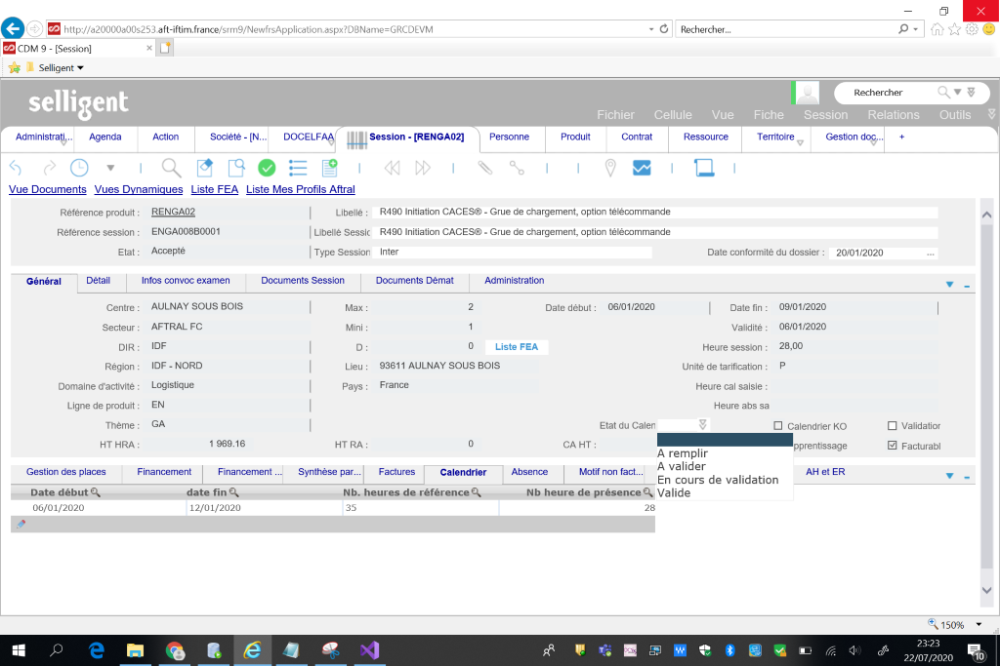 http://a20000a00s253.aft-iftim.france/srm9/NewfrsApplication.aspx?DBName=GRCDEVM
Rechercher...
CDM 9 - [Session]
Selligent
selligent
Rechercher
Fichier Cellule Vue Fiche Session Relations Outils
Administrati... Agenda Action Société - [N... DOCELFAA Session - [RENGA02] Personne Produit Contrat Ressource Territoire Gestion doc... +
Vue Documents Vues Dynamiques Liste FEA Liste Mes Profils Aftral
Référence produit : RENGA02 Libellé : R490 Initiation CACES® - Grue de chargement, option télécommande
Référence session : ENGA008B0001 Libellé Sessic R490 Initiation CACES® - Grue de chargement, option télécommande
Etat : Accepté Type Session Inter Date conformité du dossier : 20/01/2020 ...
Général Détail Infos convoc examen Documents Session Documents Démat Administration
Centre : AULNAY SOUS BOIS Max : 2 Date début : 06/01/2020 Date fin : 09/01/2020
Secteur : AFTRAL FC Mini : 1 Validité : 06/01/2020
DIR : IDF D : 0 Liste FEA Heure session : 28,00
Région : IDF - NORD Lieu : 93611 AULNAY SOUS BOIS Unité de tarification : P
Domaine d'activité : Logistique Pays : France Heure cal saisie :
Ligne de produit : EN Heure abs sa
Thème : GA Etat du Calen Calendrier KO Validation
HT HRA : 1 969.16 HT RA : 0 CA HT : pprentissage Facturabl
A remplir
A valider
En cours de validation
Valide
Gestion des places Financement Financement ... Synthèse par... Factures Calendrier Absence Motif non fact... AH et ER
Date début date fin Nb. heures de référence Nb heure de présence
06/01/2020 12/01/2020 35 28
150%
23:23
22/07/2020
10